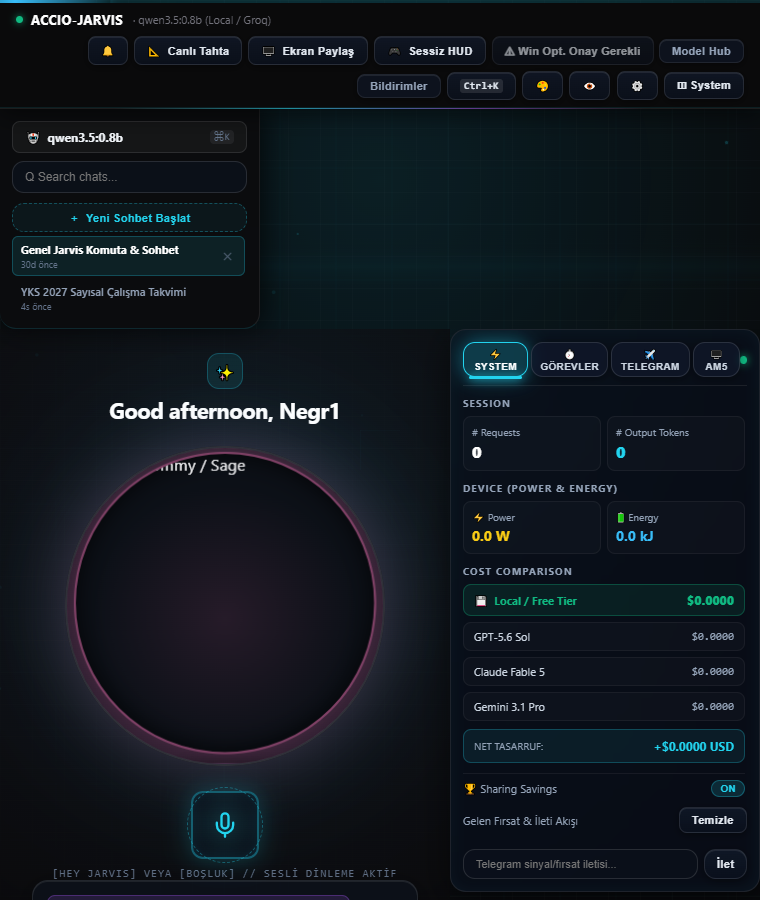 ACCIO-JARVIS · qwen3.5:0.8b (Local / Groq)
Canlı Tahta
Ekran Paylaş
Sessiz HUD
Win Opt. Onay Gerekli
Model Hub
Bildirimler
Ctrl+K
System
qwen3.5:0.8b ⌘K
Search chats...
+ Yeni Sohbet Başlat
Genel Jarvis Komuta & Sohbet
30d önce
YKS 2027 Sayısal Çalışma Takvimi
4s önce
Good afternoon, Negr1
/ Sage
SYSTEM
GÖREVLER
TELEGRAM
AM5
SESSION
# Requests
0
# Output Tokens
0
DEVICE (POWER & ENERGY)
Power
0.0 W
Energy
0.0 kJ
COST COMPARISON
Local / Free Tier $0.0000
GPT-5.6 Sol $0.0000
Claude Fable 5 $0.0000
Gemini 3.1 Pro $0.0000
NET TASARRUF: +$0.0000 USD
Sharing Savings ON
Gelen Fırsat & İleti Akışı Temizle
Telegram sinyal/fırsat iletisi... İlet
[HEY JARVIS] VEYA [BOŞLUK] // SESLİ DİNLEME AKTİF